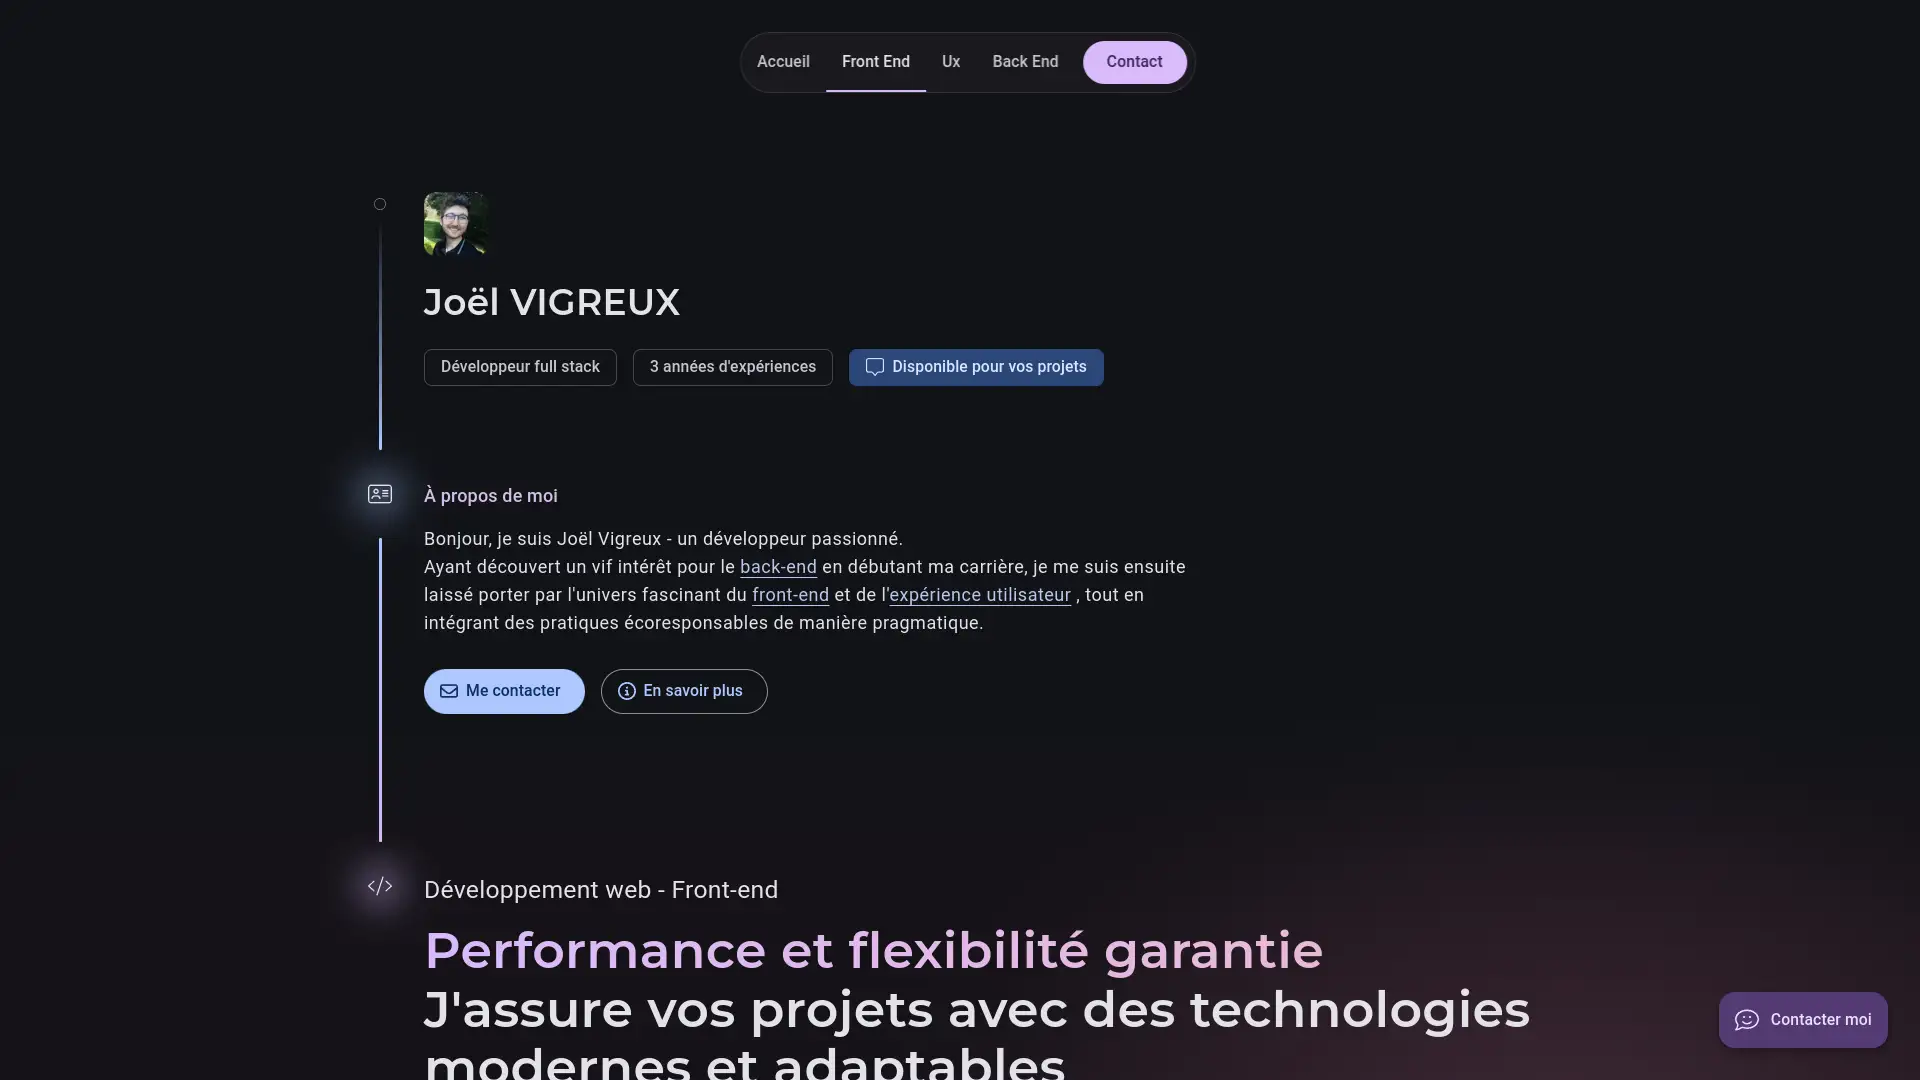 Accueil Front End Ux Back End Contact
Joël VIGREUX
Développeur full stack 3 années d'expériences Disponible pour vos projets
À propos de moi
Bonjour, je suis Joël Vigreux - un développeur passionné.
Ayant découvert un vif intérêt pour le back-end en débutant ma carrière, je me suis ensuite
laissé porter par l'univers fascinant du front-end et de l'expérience utilisateur , tout en
intégrant des pratiques écoresponsables de manière pragmatique.
Me contacter En savoir plus
Développement web - Front-end
Performance et flexibilité garantie
J'assure vos projets avec des technologies
modernes et adaptables
Contacter moi